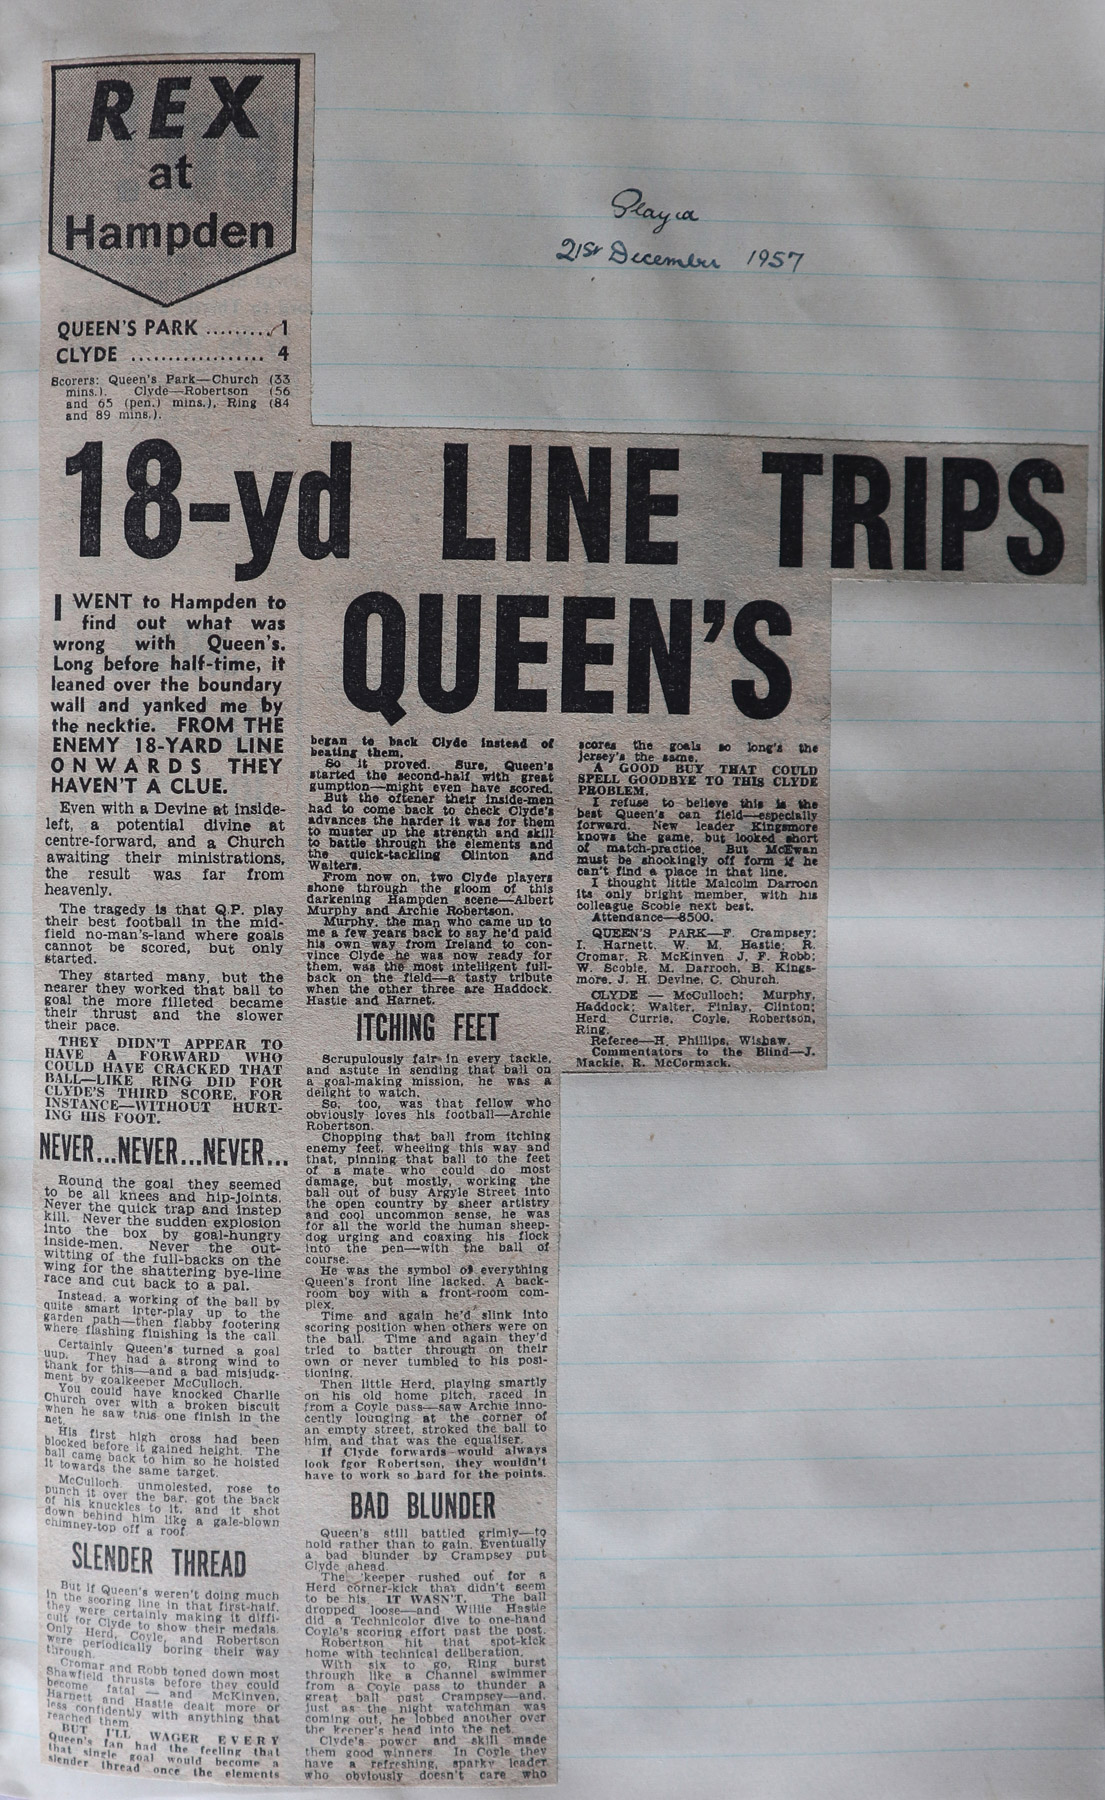 REX
at
Hampden
Played
21st December 1957
QUEEN'S PARK ......... 1
CLYDE .................. 4
Scorers: Queen's Park—Church (33
mins.). Clyde—Robertson (56
and 65 (pen.) mins.), Ring (84
and 89 mins.).
18-yd LINE TRIPS
QUEEN'S
I WENT to Hampden to
find out what was
wrong with Queen's.
Long before half-time, it
leaned over the boundary
wall and yanked me by
the necktie. FROM THE
ENEMY 18-YARD LINE
ONWARDS THEY
HAVEN'T A CLUE.
Even with a Devine at inside-
left, a potential divine at
centre-forward, and a Church
awaiting their ministrations,
the result was far from
heavenly.
The tragedy is that Q.P. play
their best football in the mid-
field no-man's-land where goals
cannot be scored, but only
started.
They started many, but the
nearer they worked that ball to
goal the more filleted became
their thrust and the slower
their pace.
THEY DIDN'T APPEAR TO
HAVE A FORWARD WHO
COULD HAVE CRACKED THAT
BALL—LIKE RING DID FOR
CLYDE'S THIRD SCORE, FOR
INSTANCE—WITHOUT HURT-
ING HIS FOOT.
NEVER...NEVER...NEVER...
Round the goal they seemed
to be all knees and hip-joints.
Never the quick trap and instep
kill. Never the sudden explosion
into the box by goal-hungry
inside-men. Never the out-
witting of the full-backs on the
wing for the shattering bye-line
race and cut back to a pal.
Instead, a working of the ball by
quite smart inter-play up to the
garden path—then flabby footering
where flashing finishing is the call.
Certainly Queen's turned a goal
uup. They had a strong wind to
thank for this—and a bad misjudg-
ment by goalkeeper McCulloch.
You could have knocked Charlie
Church over with a broken biscuit
when he saw this one finish in the
net.
His first high cross had been
blocked before it gained height. The
ball came back to him so he hoisted
it towards the same target.
McCulloch, unmolested, rose to
punch it over the bar, got the back
of his knuckles to it, and it shot
down behind him like a gale-blown
chimney-top off a roof.
SLENDER THREAD
But if Queen's weren't doing much
in the scoring line in that first-half,
they were certainly making it diffi-
cult for Clyde to show their medals.
Only Herd, Coyle, and Robertson
were periodically boring their way
through.
Cromar and Robb toned down most
Shawfield thrusts before they could
become fatal — and McKinven,
Harnett and Hastie dealt more or
less confidently with anything that
reached them.
BUT I'LL WAGER EVERY
Queen's fan had the feeling that
that single goal would become a
slender thread once the elements
began to back Clyde instead of
beating them.
So it proved. Sure, Queen's
started the second-half with great
gumption—might even have scored.
But the oftener their inside-men
had to come back to check Clyde's
advances the harder it was for them
to muster up the strength and skill
to battle through the elements and
the quick-tackling Clinton and
Walters.
From now on, two Clyde players
shone through the gloom of this
darkening Hampden scene—Albert
Murphy and Archie Robertson.
Murphy, the man who came up to
me a few years back to say he'd paid
his own way from Ireland to con-
vince Clyde he was now ready for
them, was the most intelligent full-
back on the field—a tasty tribute
when the other three are Haddock,
Hastie and Harnet.
ITCHING FEET
Scrupulously fair in every tackle,
and astute in sending that ball on
a goal-making mission, he was a
delight to watch.
So, too, was that fellow who
obviously loves his football—Archie
Robertson.
Chopping that ball from itching
enemy feet, wheeling this way and
that, pinning that ball to the feet
of a mate who could do most
damage, but mostly, working the
ball out of busy Argyle Street into
the open country by sheer artistry
and cool uncommon sense, he was
for all the world the human sheep-
dog urging and coaxing his flock
into the pen—with the ball of
course.
He was the symbol of everything
Queen's front line lacked. A back-
room boy with a front-room com-
plex.
Time and again he'd slink into
scoring position when others were on
the ball. Time and again they'd
tried to batter through on their
own or never tumbled to his posi-
tioning.
Then little Herd, playing smartly
on his old home pitch, raced in
from a Coyle pass—saw Archie inno-
cently lounging at the corner of
an empty street, stroked the ball to
him, and that was the equaliser.
If Clyde forwards would always
look fgor Robertson, they wouldn't
have to work so hard for the points.
BAD BLUNDER
Queen's still battled grimly—to
hold rather than to gain. Eventually
a bad blunder by Crampsey put
Clyde ahead.
The keeper rushed out for a
Herd corner-kick that didn't seem
to be his. IT WASN'T. The ball
dropped loose—and Willie Hastie
did a Technicolor dive to one-hand
Coyle's scoring effort past the post.
Robertson hit that spot-kick
home with technical deliberation.
With six to go, Ring burst
through like a Channel swimmer
from a Coyle pass to thunder a
great ball past Crampsey—and,
just as the night watchman was
coming out, he lobbed another over
the keeper's head into the net.
Clyde's power and skill made
them good winners. In Coyle they
have a refreshing, sparky leader
who obviously doesn't care who
scores the goals so long's the
jersey's the same.
A GOOD BUY THAT COULD
SPELL GOODBYE TO THIS CLYDE
PROBLEM.
I refuse to believe this is the
best Queen's can field—especially
forward. New leader Kingsmore
knows the game, but looked short
of match-practice. But McEwan
must be shockingly off form if he
can't find a place in that line.
I thought little Malcolm Darroch
its only bright member, with his
colleague Scobie next best.
Attendance—8500.
QUEEN'S PARK—F. Crampsey;
I. Harnett, W. M. Hastie; R.
Cromar, R McKinven J. F. Robb;
W. Scobie, M. Darroch, B. Kings-
more, J. H. Devine, C. Church.
CLYDE — McCulloch; Murphy,
Haddock; Walter, Finlay, Clinton;
Herd Currie, Coyle, Robertson,
Ring.
Referee—H. Phillips, Wishaw.
Commentators to the Blind—J.
Mackie, R. McCormack.